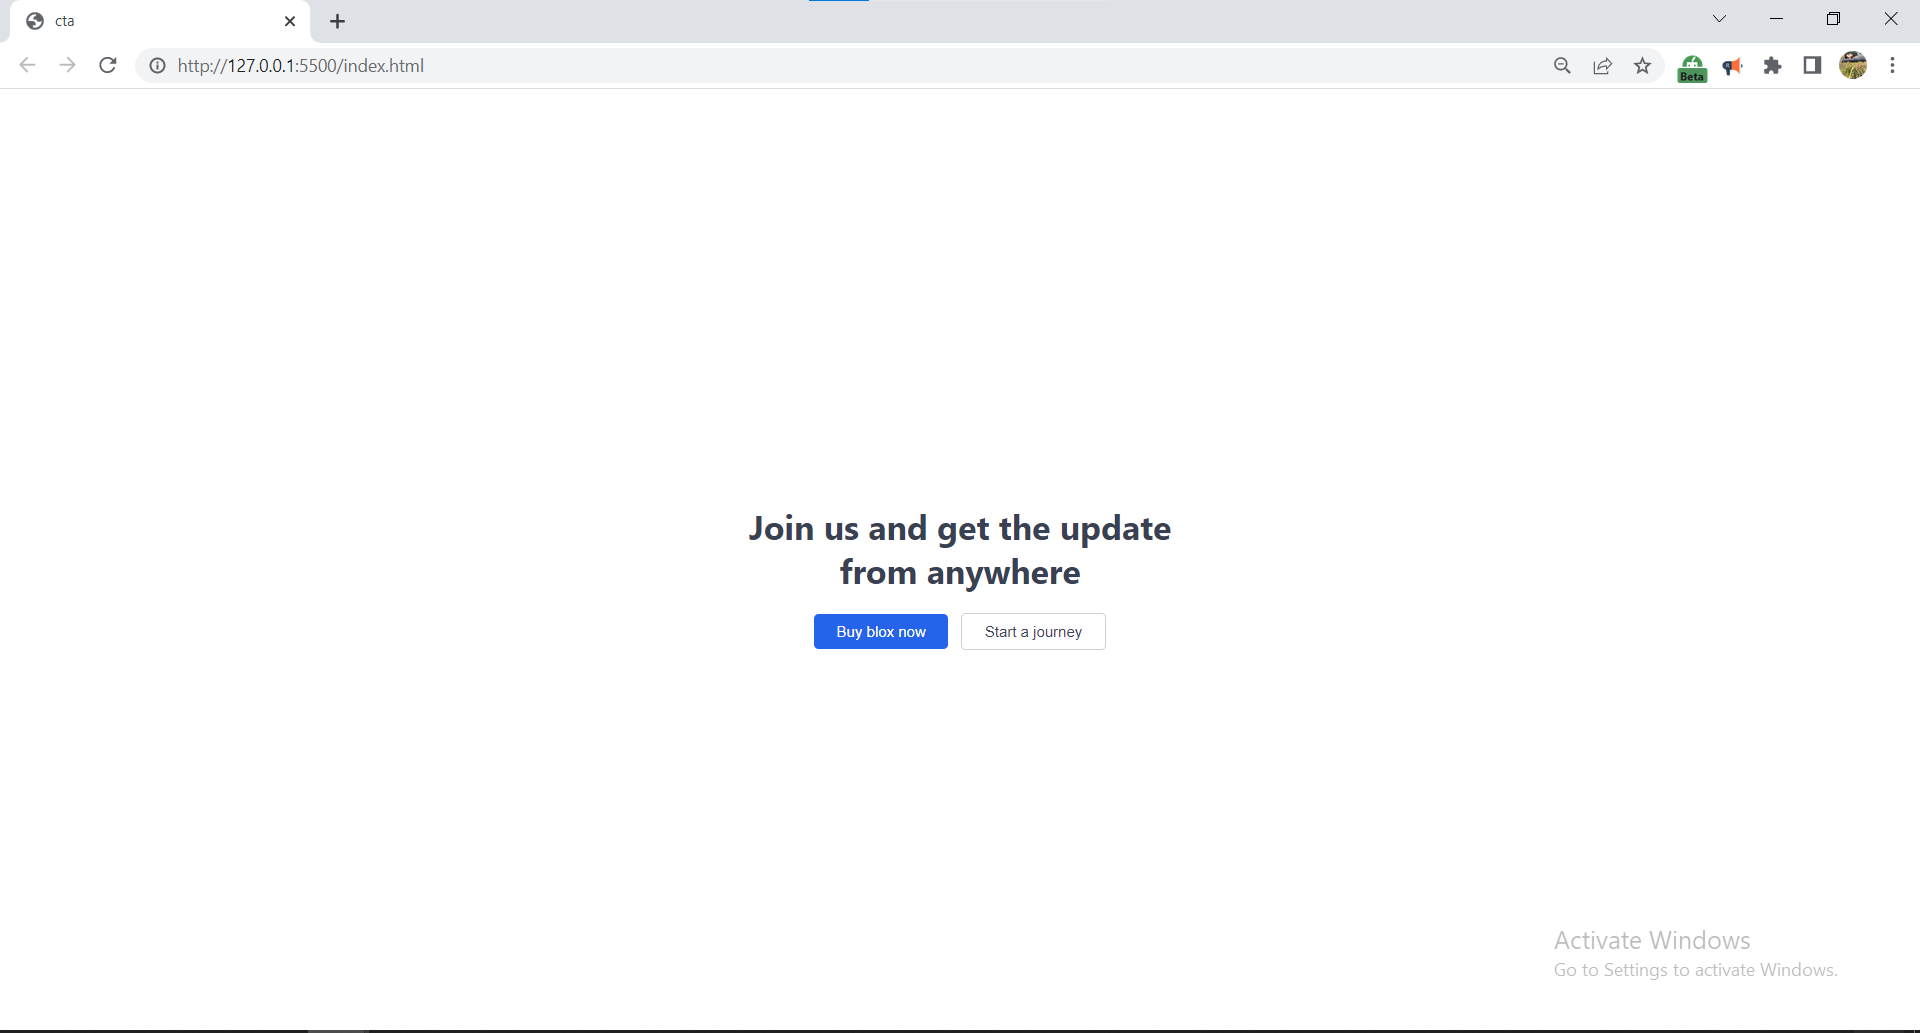 cta
http://127.0.0.1:5500/index.html
Beta
Join us and get the update
from anywhere
Buy blox now
Start a journey
Activate Windows
Go to Settings to activate Windows.